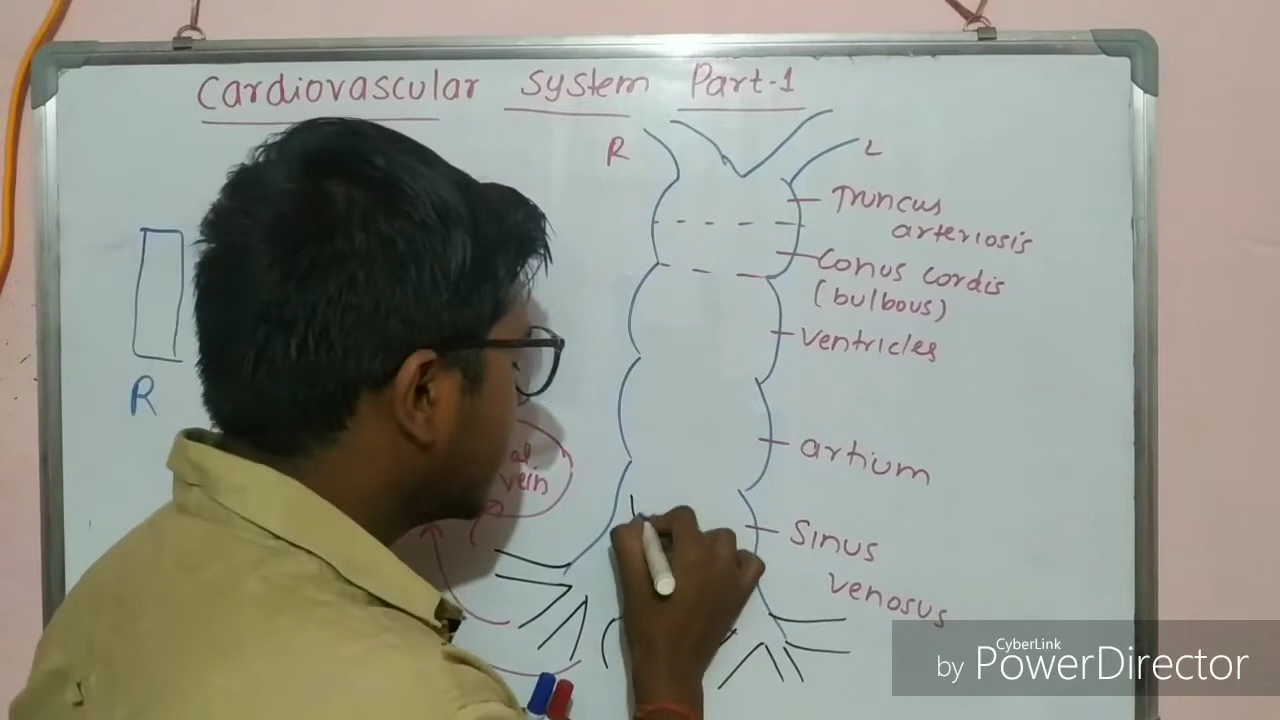 Cardiovascular System Part-1
R
L
Truncus
arteriosis
Conus cordis
(bulbous)
Ventricles
R
artium
vein
Sinus
venosus
CyberLink
by PowerDirector